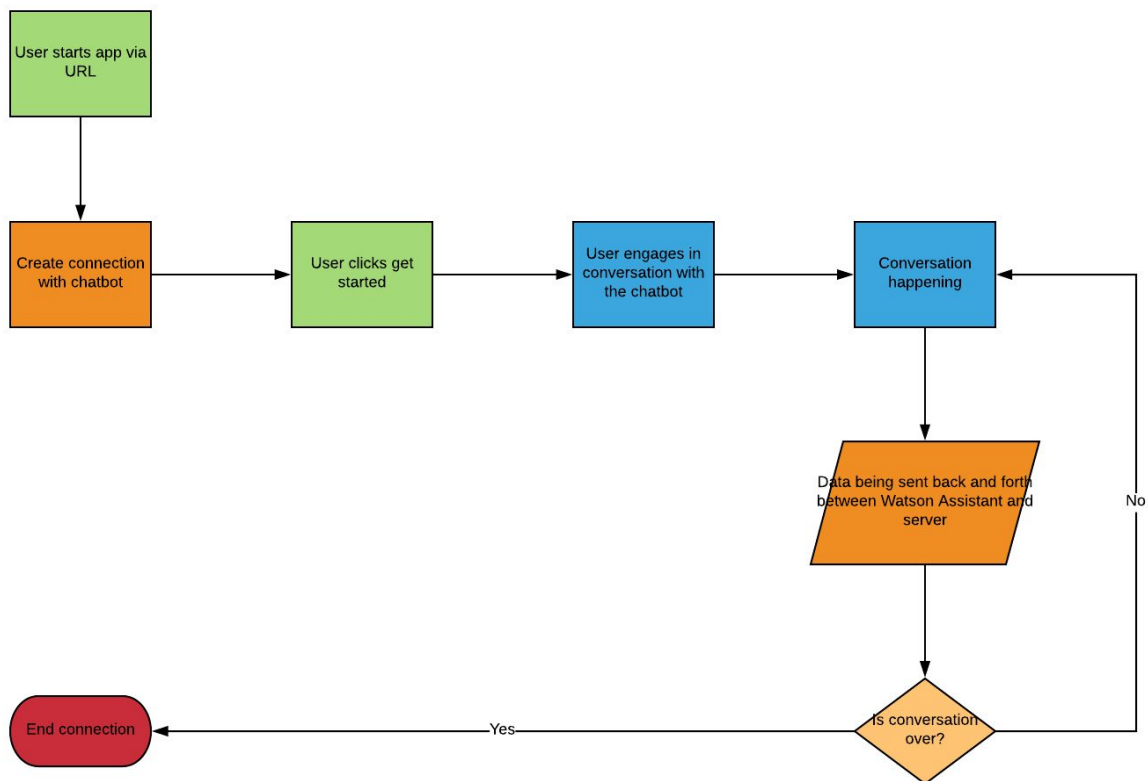 User starts app via
URL
Create connection
with chatbot
User clicks get
started
User engages in
conversation with
the chatbot
Conversation
happening
Data being sent back and forth
between Watson Assistant and
server
No
Is conversation
over?
Yes
End connection